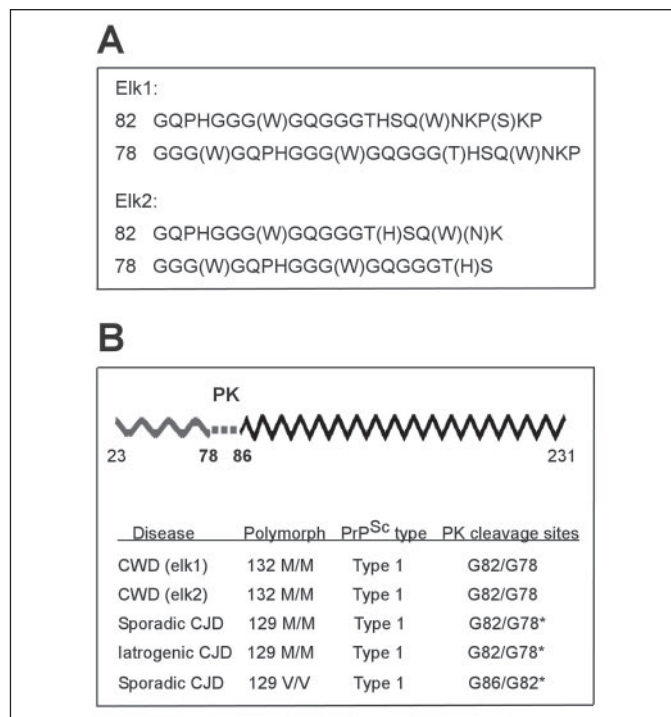 A
Elk1:
82 GQPHGGG(W)GQGGGTHSQ(W)NKP(S)KP
78 GGG(W)GQPHGGG(W)GQGGG(T)HSQ(W)NKP
Elk2:
82 GQPHGGG(W)GQGGGT(H)SQ(W)(N)K
78 GGG(W)GQPHGGG(W)GQGGGT(H)S
B
PK
23 78 86 231
Disease Polymorph PrPSc type PK cleavage sites
CWD (elk1) 132 M/M Type 1 G82/G78
CWD (elk2) 132 M/M Type 1 G82/G78
Sporadic CJD 129 M/M Type 1 G82/G78*
Iatrogenic CJD 129 M/M Type 1 G82/G78*
Sporadic CJD 129 V/V Type 1 G86/G82*